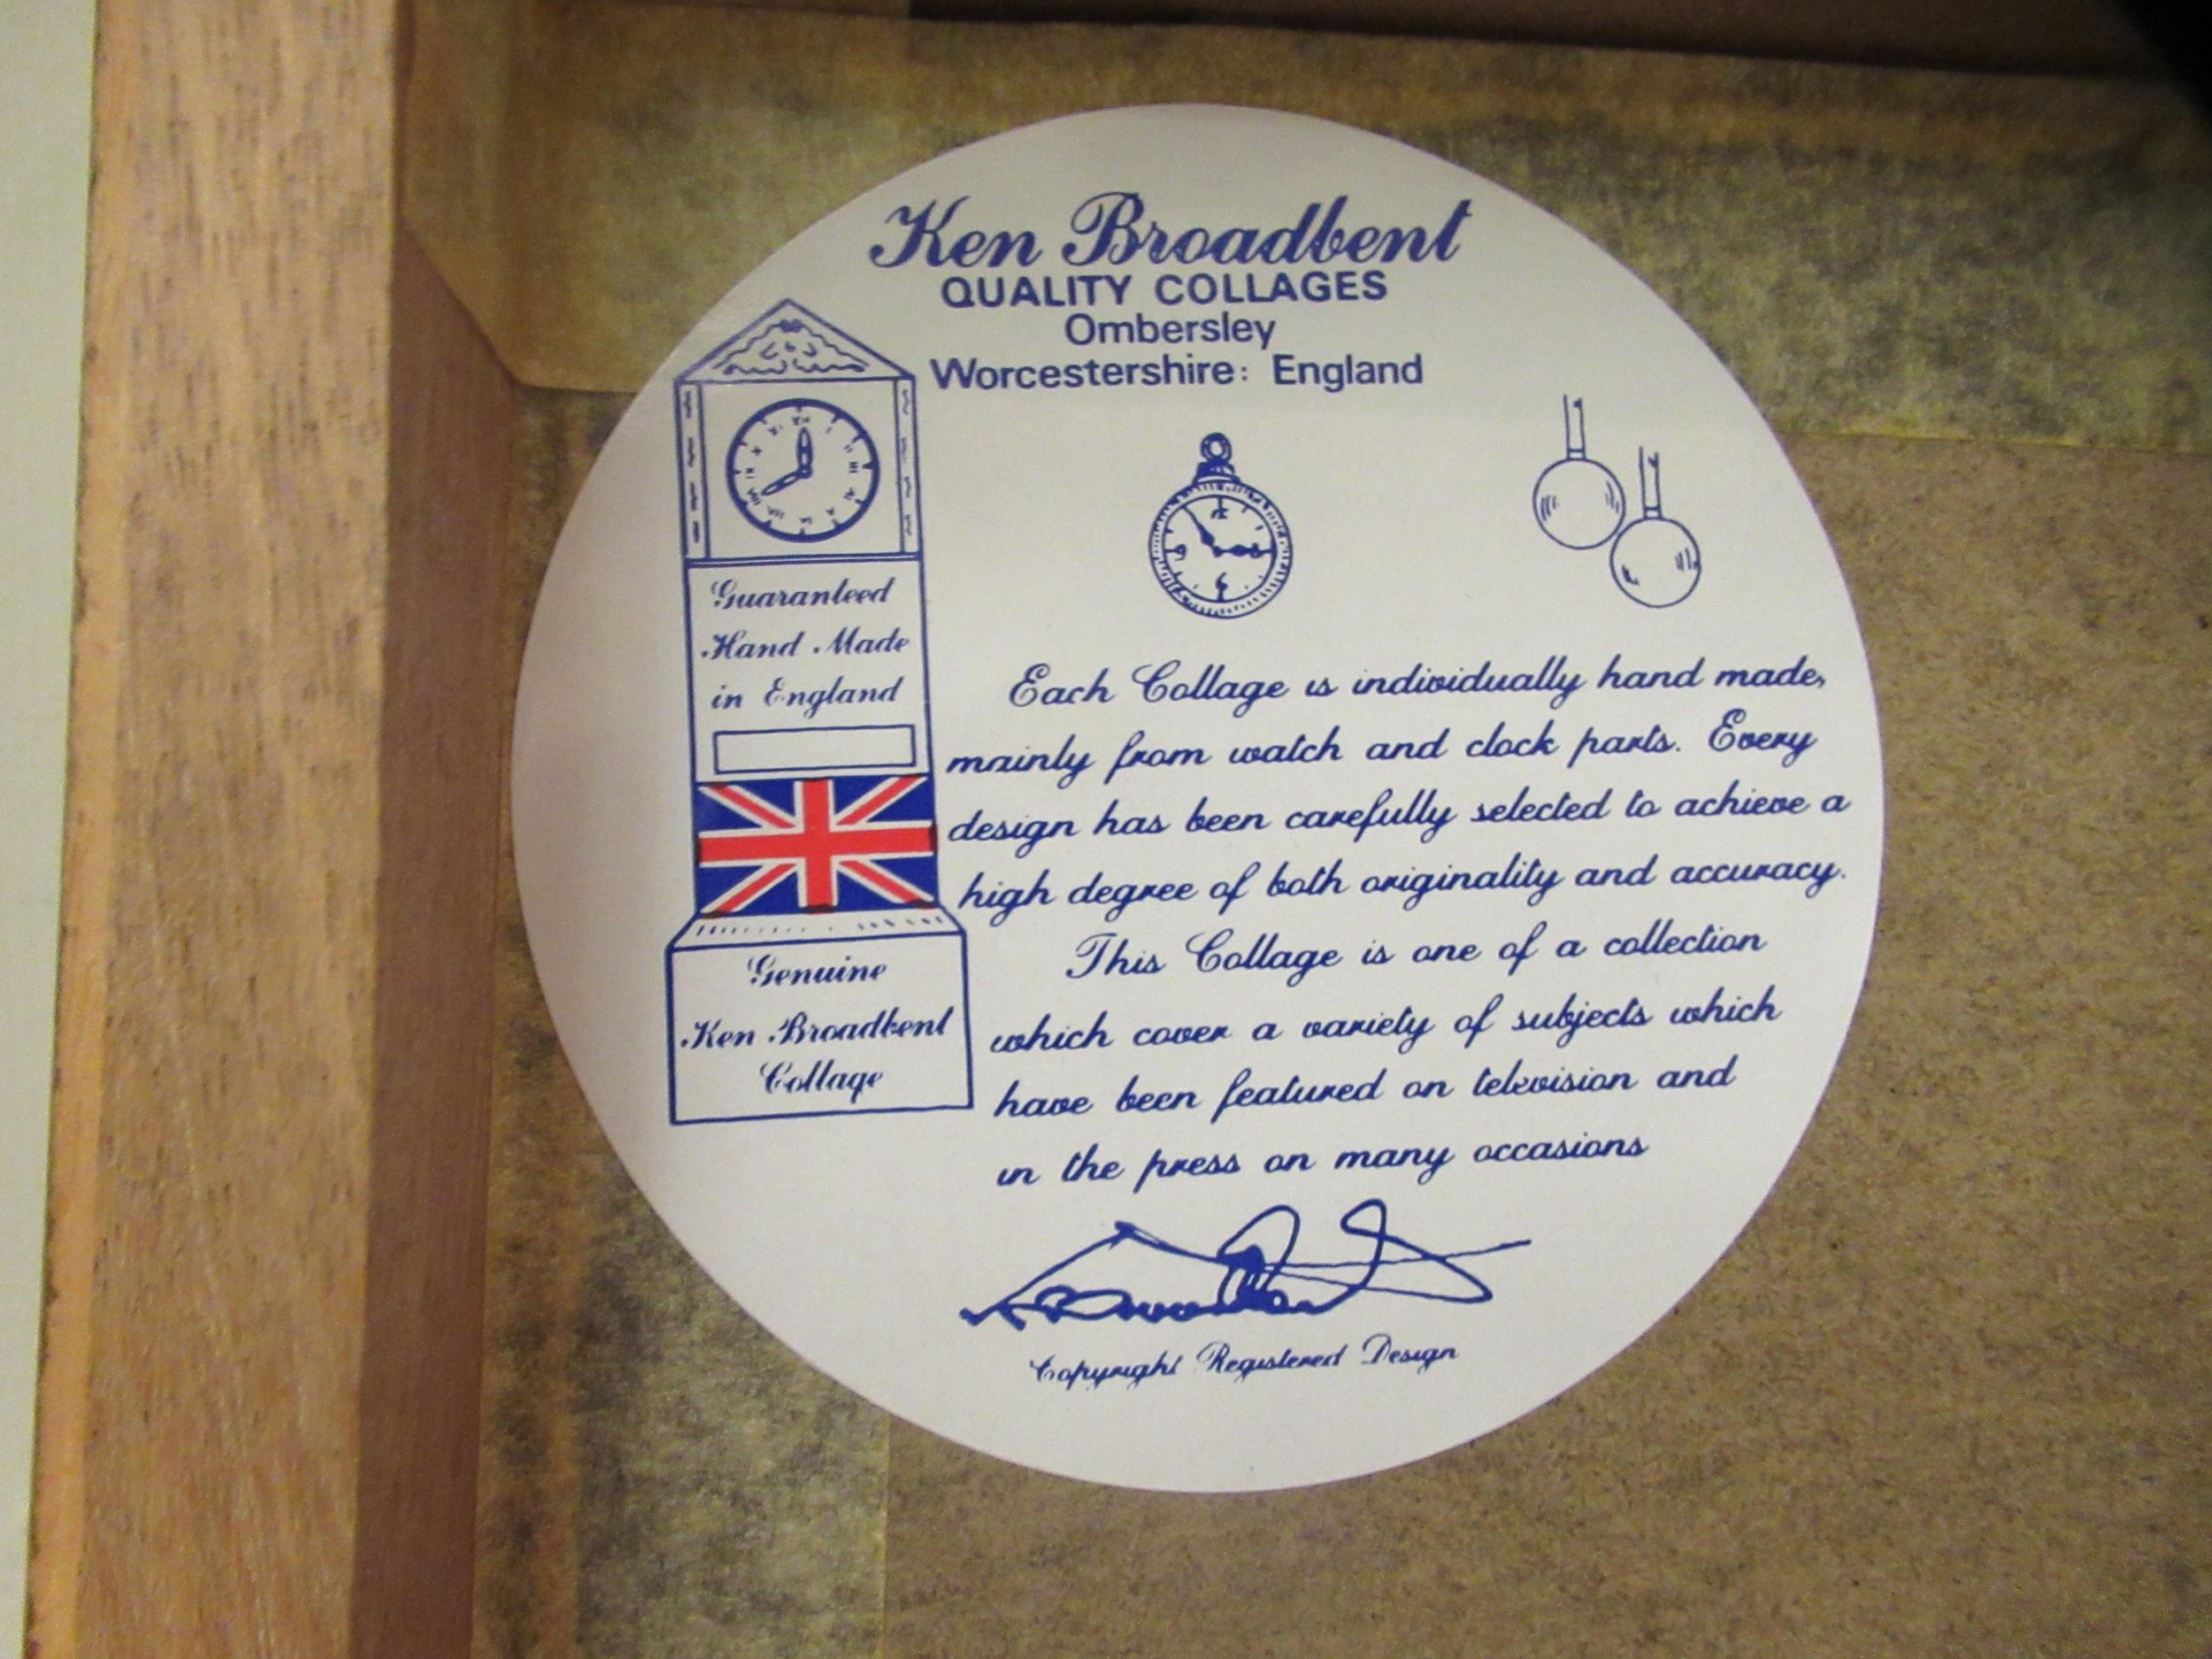 Ken Broadbent
QUALITY COLLAGES
Ombersley
Worcestershire: England
Guaranteed
Hand Made
in England
Genuine
Ken Broadbent
Collage
Each Collage is individually hand made,
mainly from watch and clock parts. Every
design has been carefully selected to achieve a
high degree of both originality and accuracy.
This Collage is one of a collection
which cover a variety of subjects which
have been featured on television and
in the press on many occasions
Copyright Registered Design